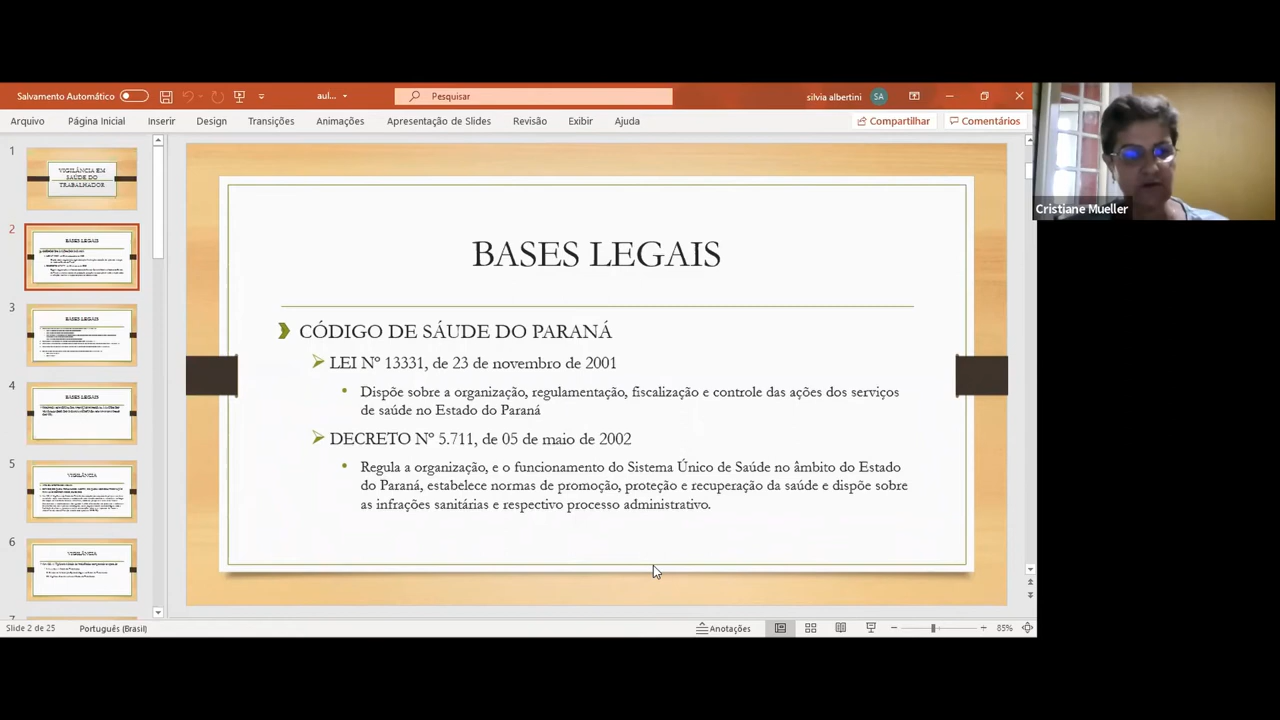 Salvamento Automático
aul...
Pesquisar
silvia albertini
SA
Arquivo
Página Inicial
Inserir
Design
Transições
Animações
Apresentação de Slides
Revisão
Exibir
Ajuda
Compartilhar
Comentários
Cristiane Mueller
1
VIGILÂNCIA EM
SAÚDE DO
TRABALHADOR
2
BASES LEGAIS
3
BASES LEGAIS
4
BASES LEGAIS
5
VIGILÂNCIA
6
VIGILÂNCIA
BASES LEGAIS
CÓDIGO DE SÁUDE DO PARANÁ
LEI Nº 13331, de 23 de novembro de 2001
Dispõe sobre a organização, regulamentação, fiscalização e controle das ações dos serviços
de saúde no Estado do Paraná
DECRETO Nº 5.711, de 05 de maio de 2002
Regula a organização, e o funcionamento do Sistema Único de Saúde no âmbito do Estado
do Paraná, estabelece normas de promoção, proteção e recuperação da saúde e dispõe sobre
as infrações sanitárias e respectivo processo administrativo.
Slide 2 de 25
Português (Brasil)
Anotações
85%